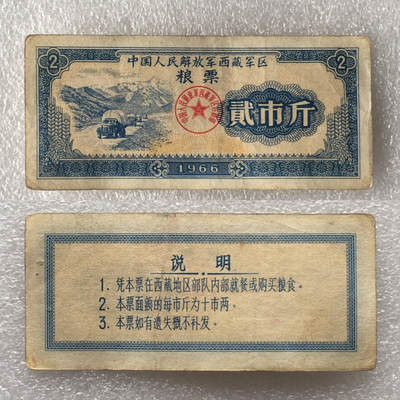 中国人民解放军西藏军区
2 粮票 2
贰市斤
1966
说明
1. 凭本票在西藏地区部队内部就餐或购买粮食。
2. 本票面额的每市斤为十市两。
3. 本票如有遗失概不补发。